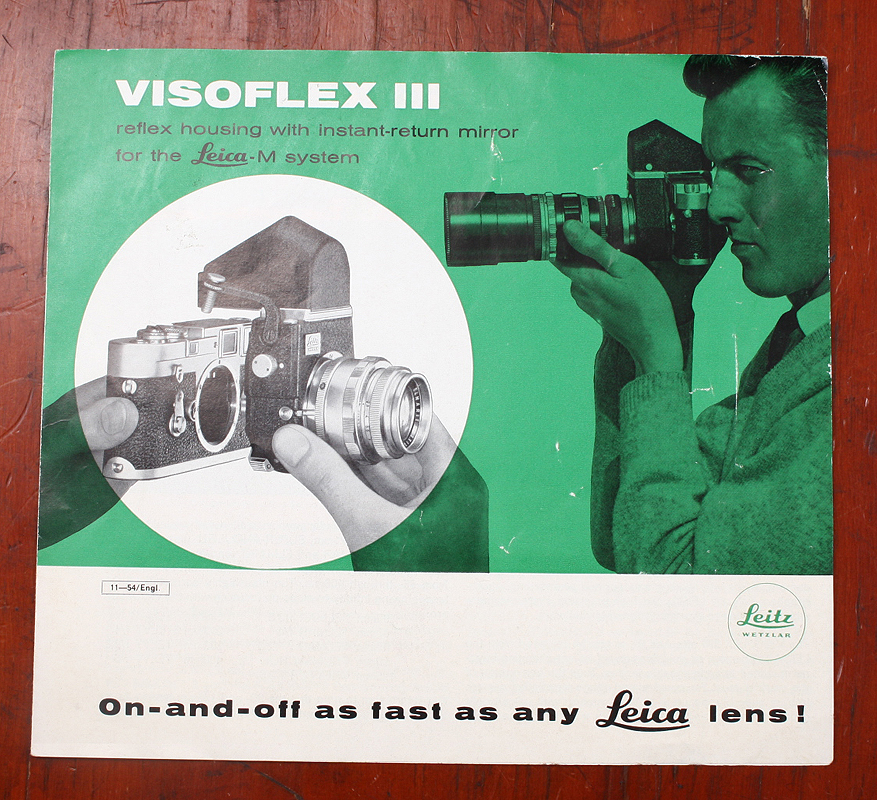 VISOFLEX III
reflex housing with instant-return mirror
for the Leica-M system
11—54/Engl.
Leitz
WETZLAR
On-and-off as fast as any Leica lens!